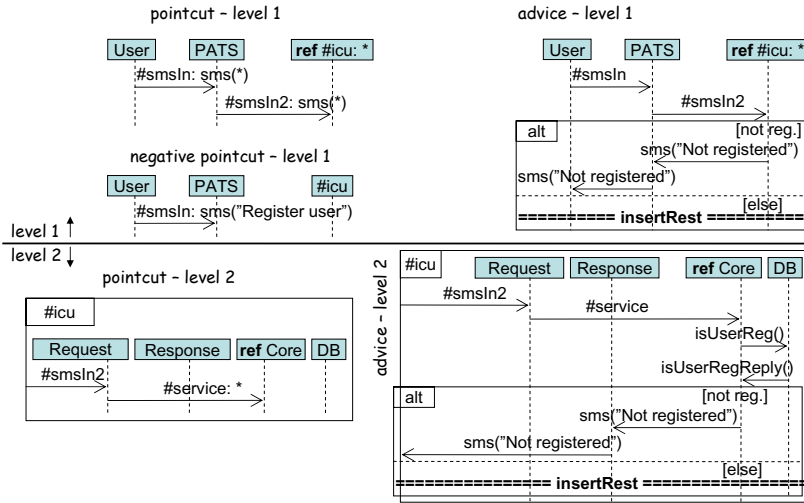 pointcut – level 1
User
PATS
ref #icu: *
#smsIn: sms(*)
#smsIn2: sms(*)
negative pointcut – level 1
User
PATS
#icu
#smsIn: sms("Register user")
level 1
advice – level 1
User
PATS
ref #icu: *
#smsIn
#smsIn2
alt
[not reg.]
sms("Not registered")
sms("Not registered")
[else]
========== insertRest ==========
level 2
pointcut – level 2
#icu
Request
Response
ref Core
DB
#smsIn2
#service: *
advice – level 2
#icu
Request
Response
ref Core
DB
#smsIn2
#service
isUserReg()
isUserRegReply()
alt
[not reg.]
sms("Not registered")
sms("Not registered")
[else]
================ insertRest ================